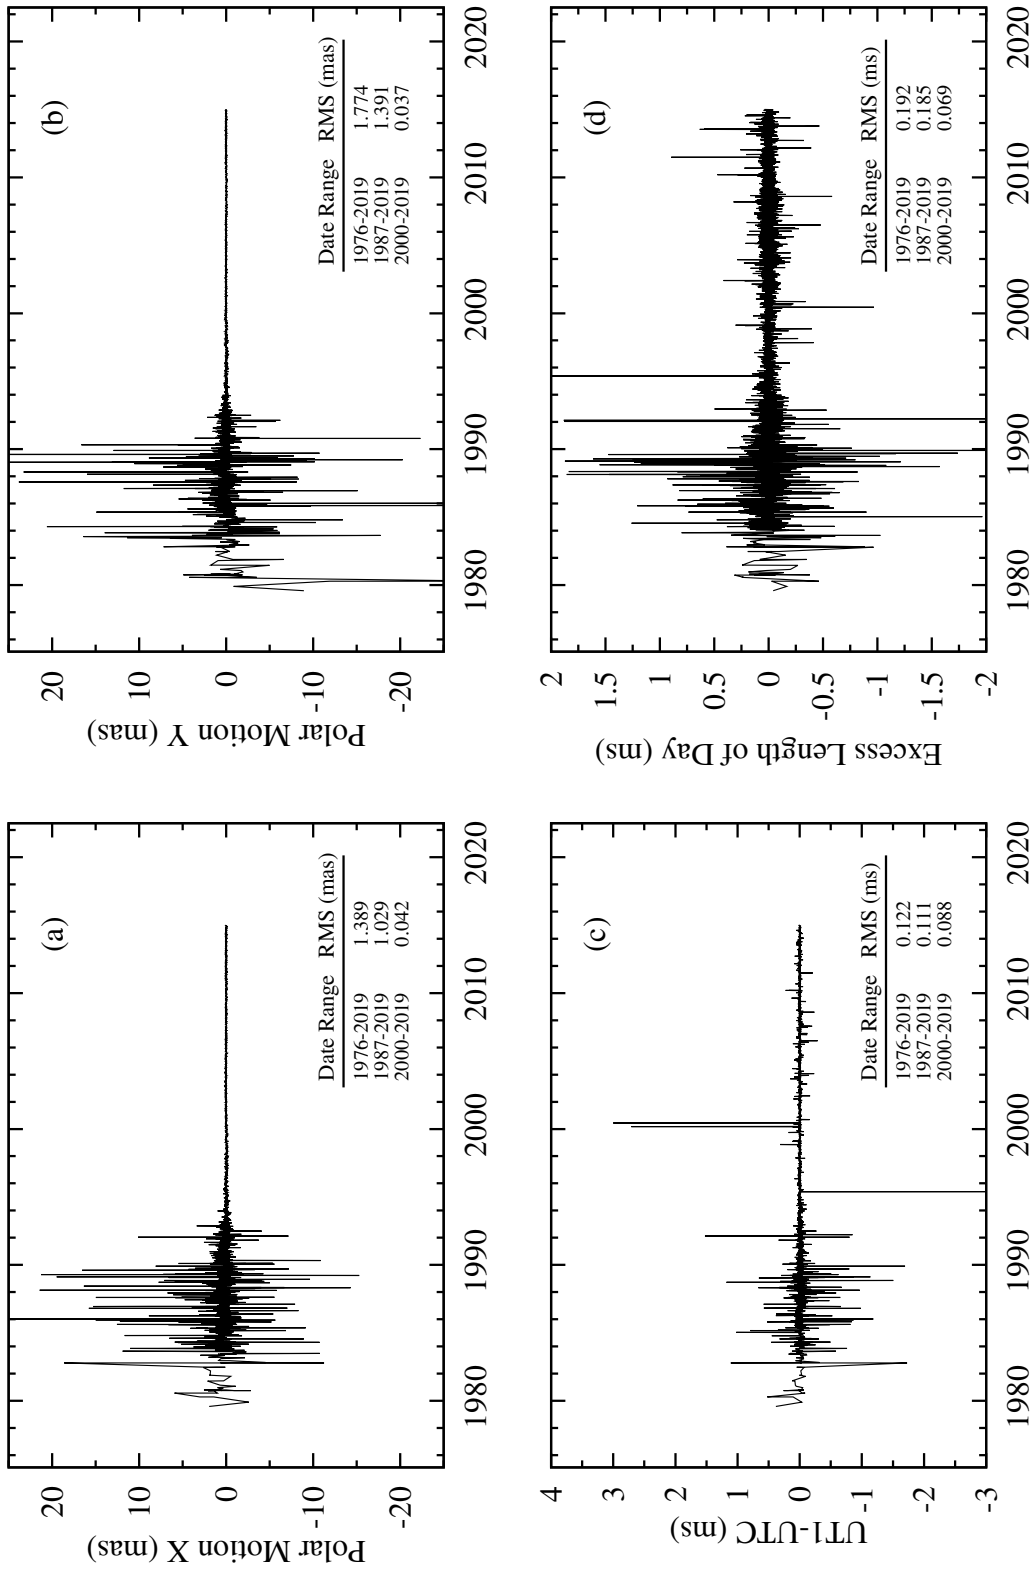 (a)
Polar Motion X (mas)
20
10
0
-10
-20
Date Range RMS (mas)
1976-2019 1.389
1987-2019 1.029
2000-2019 0.042
1980 1990 2000 2010 2020
(b)
Polar Motion Y (mas)
20
10
0
-10
-20
Date Range RMS (mas)
1976-2019 1.774
1987-2019 1.391
2000-2019 0.037
1980 1990 2000 2010 2020
(c)
UT1-UTC (ms)
4
3
2
1
0
-1
-2
-3
Date Range RMS (ms)
1976-2019 0.122
1987-2019 0.111
2000-2019 0.088
1980 1990 2000 2010 2020
(d)
Excess Length of Day (ms)
2
1.5
1
0.5
0
-0.5
-1
-1.5
-2
Date Range RMS (ms)
1976-2019 0.192
1987-2019 0.185
2000-2019 0.069
1980 1990 2000 2010 2020